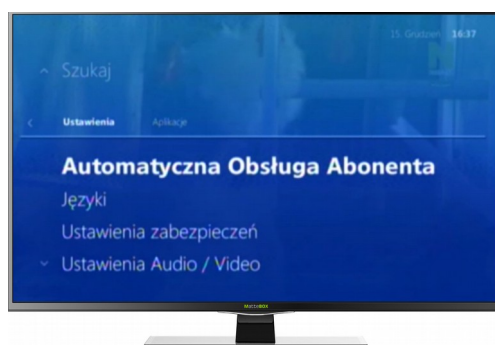 15. Grudzień 16:37
Szukaj
Ustawienia Aplikacje
Automatyczna Obsługa Abonenta
Języki
Ustawienia zabezpieczeń
Ustawienia Audio / Video